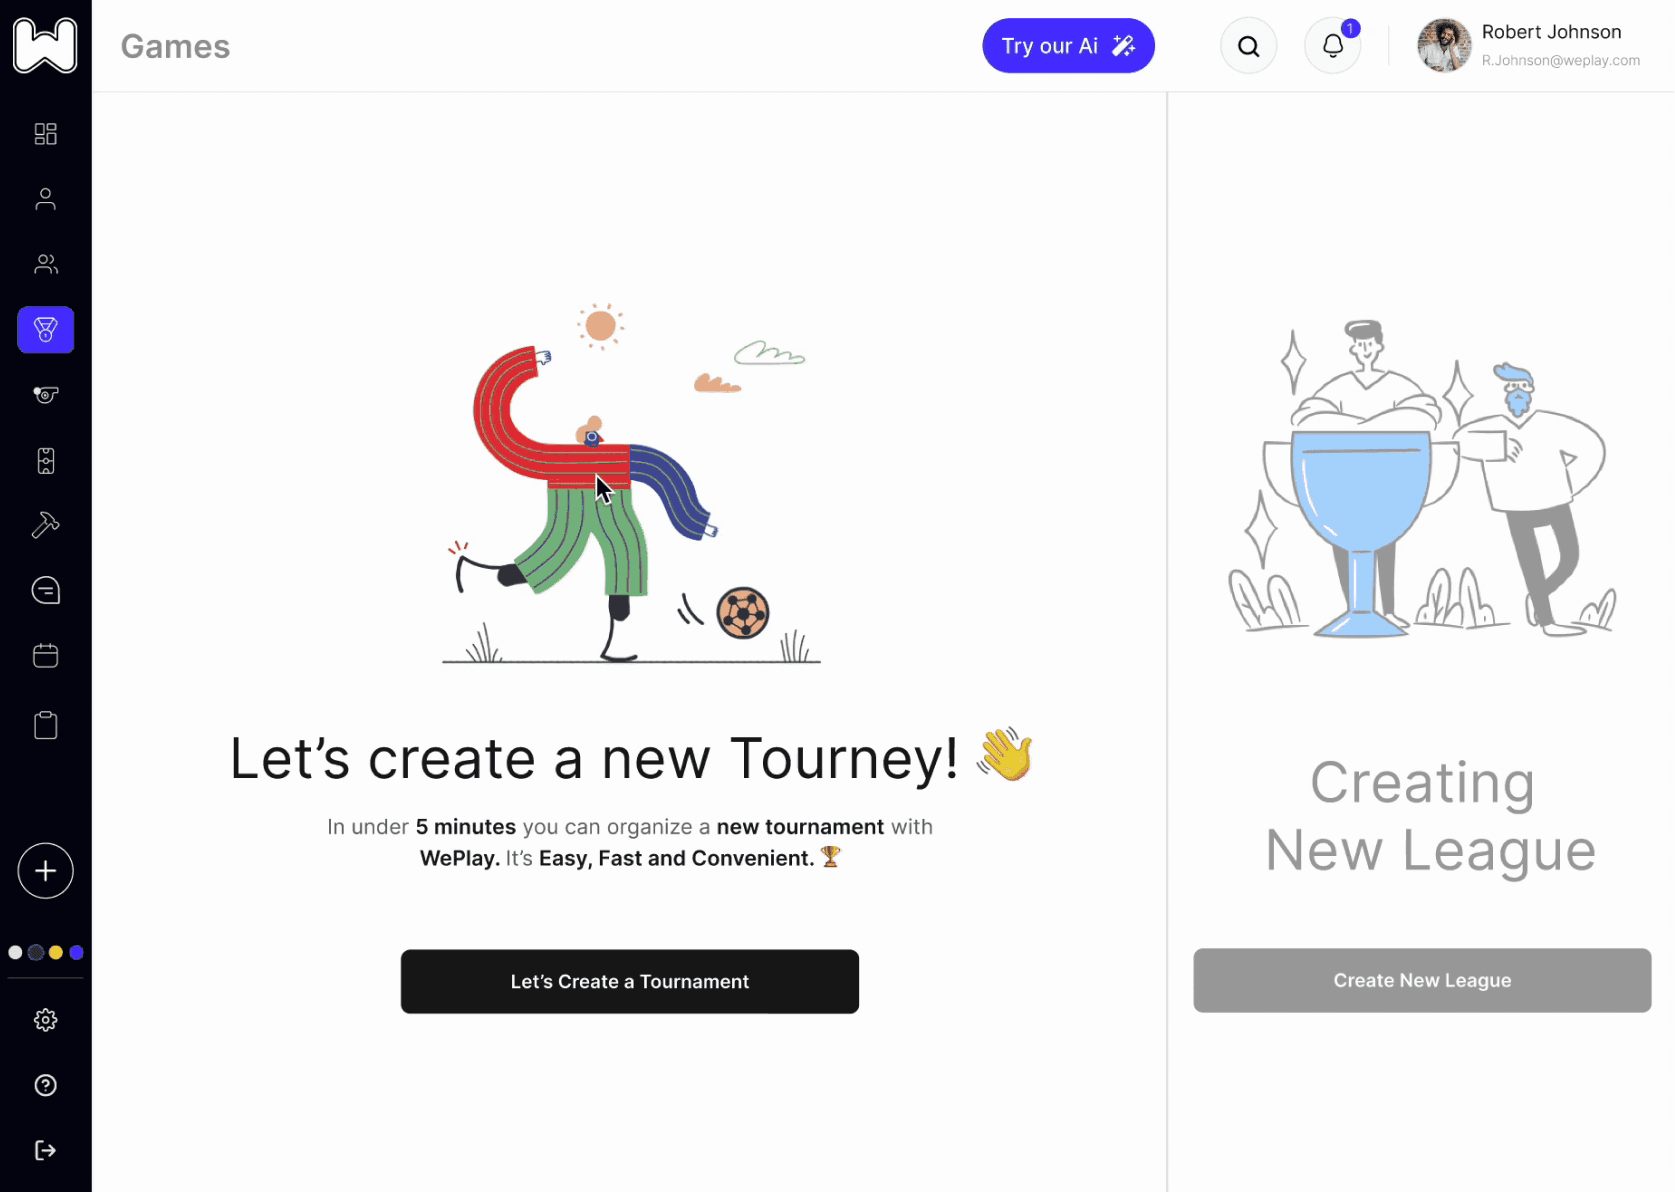 Games
Try our Ai
1
Robert Johnson
R.Johnson@weplay.com
Let’s create a new Tourney! 👋
In under 5 minutes you can organize a new tournament with
WePlay. It’s Easy, Fast and Convenient. 🏆
Let’s Create a Tournament
Creating
New League
Create New League